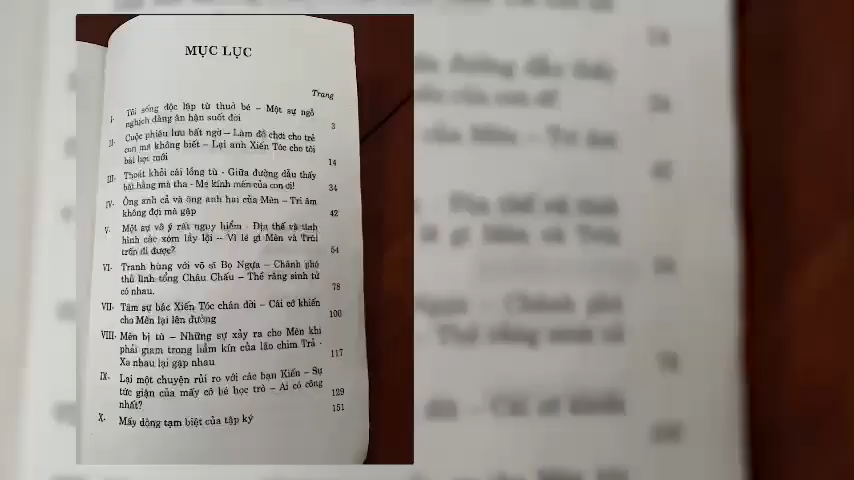 MỤC LỤC
Trang
I- Tôi sống độc lập từ thuở bé – Một sự ngỗ
nghịch đáng ân hận suốt đời 3
II- Cuộc phiêu lưu bất ngờ – Làm đồ chơi cho trẻ
con mà không biết – Lại anh Xiến Tóc cho tôi
bài học mới 14
III- Thoát khỏi cái lồng tù - Giữa đường dẫu thấy
bất bằng mà tha - Mẹ kính mến của con ơi! 34
IV- Ông anh cả và ông anh hai của Mèn – Tri âm
không đợi mà gặp 42
V- Một sự vô ý rất nguy hiểm - Địa thế và tình
hình các xóm lầy lội – Vì lẽ gì Mèn và Trũi
trốn đi được? 54
VI- Tranh hùng với võ sĩ Bọ Ngựa – Chánh phó
thủ lĩnh tổng Châu Chấu – Thề rằng sinh tử
có nhau. 78
VII- Tâm sự bác Xiến Tóc chán đời – Cái cớ khiến
cho Mèn lại lên đường 100
VIII- Mèn bị tù – Những sự xảy ra cho Mèn khi
phải giam trong hầm kín của lão chim Trả -
Xa nhau lại gặp nhau 117
IX- Lại một chuyện rủi ro với các bạn Kiến – Sự
tức giận của mấy cô bé học trò – Ai có công
nhất? 129
X- Mấy dòng tạm biệt của tập ký 151